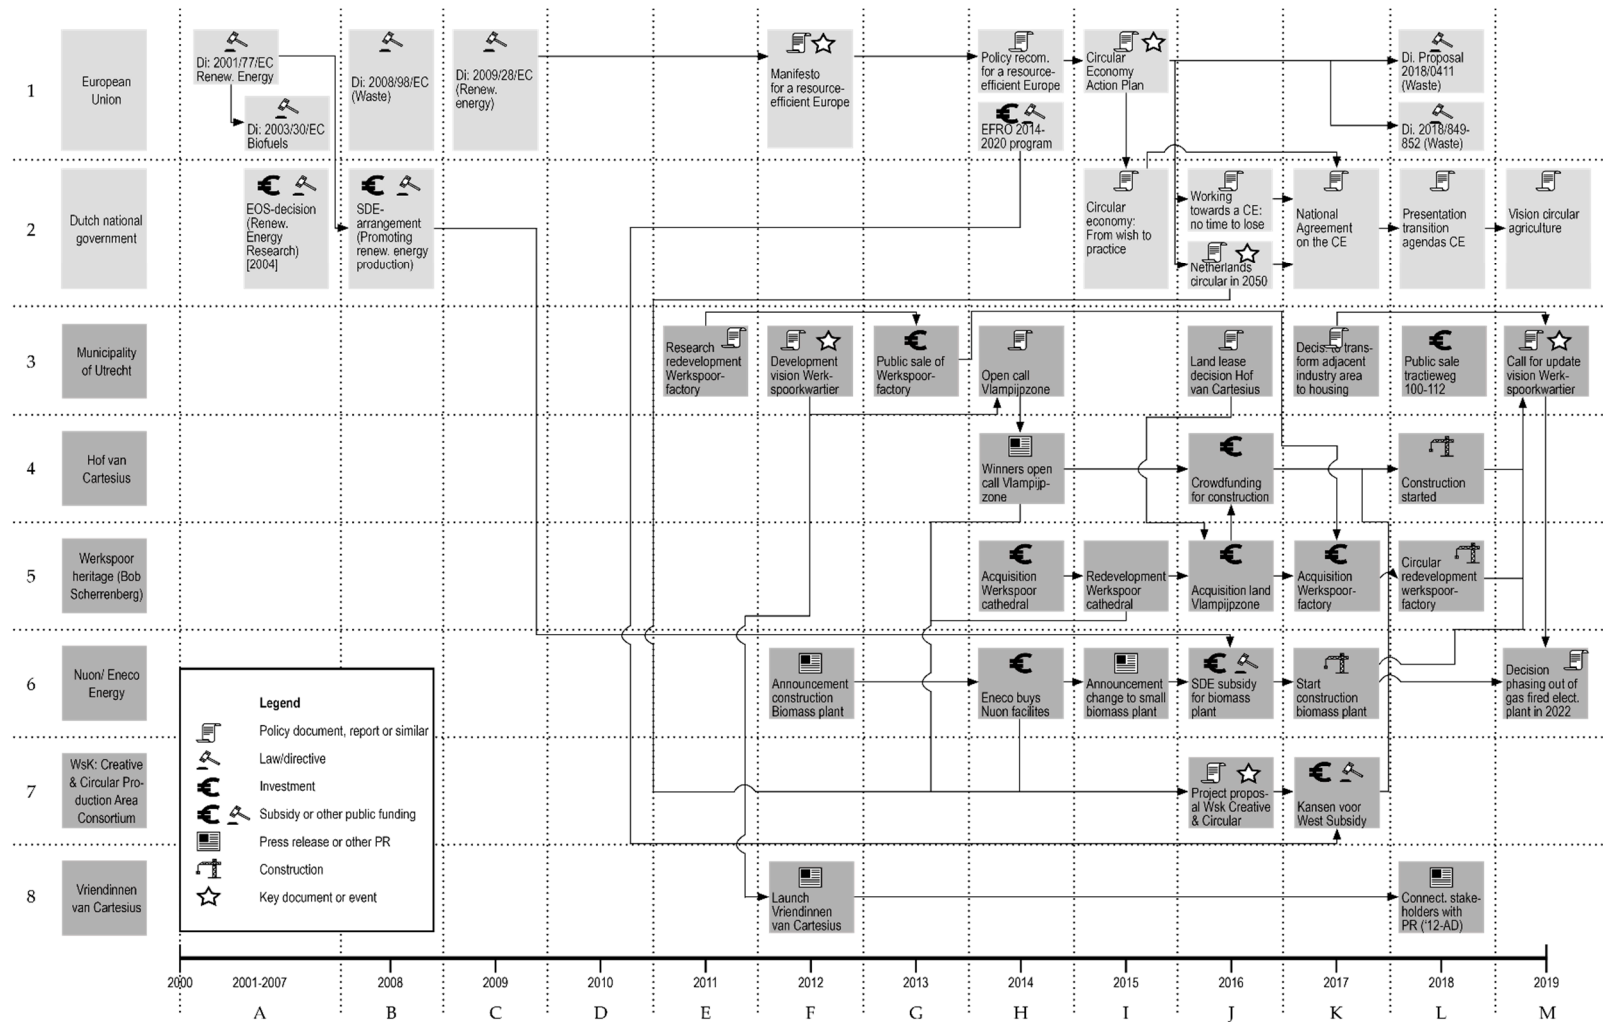 1
European
Union
Di: 2001/77/EC
Renew. Energy
Di: 2003/30/EC
Biofuels
Di: 2008/98/EC
(Waste)
Di: 2009/28/EC
(Renew.
energy)
Manifesto
for a resource-
efficient Europe
Policy recom.
for a resource-
efficient Europe
EFRO 2014-
2020 program
Circular
Economy
Action Plan
Di. Proposal
2018/0411
(Waste)
Di. 2018/849-
852 (Waste)
2
Dutch national
government
EOS-decision
(Renew.
Energy
Research)
[2004]
SDE-
arrangement
(Promoting
renew. energy
production)
Circular
economy:
From wish to
practice
Working
towards a CE:
no time to lose
Netherlands
circular in 2050
National
Agreement
on the CE
Presentation
transition
agendas CE
Vision circular
agriculture
3
Municipality
of Utrecht
Research
redevelopment
Werkspoor-
factory
Development
vision Werk-
spoorkwartier
Public sale of
Werkspoor-
factory
Open call
Vlampijpzone
Land lease
decision Hof
van Cartesius
Decis. to trans-
form adjacent
industry area
to housing
Public sale
tractieweg
100-112
Call for update
vision Werk-
spoorkwartier
4
Hof van
Cartesius
Winners open
call Vlampijp-
zone
Crowdfunding
for construction
Construction
started
5
Werkspoor
heritage (Bob
Scherrenberg)
Acquisition
Werkspoor
cathedral
Redevelopment
Werkspoor
cathedral
Acquisition land
Vlampijpzone
Acquisition
Werkspoor-
factory
Circular
redevelopment
werkspoor-
factory
6
Nuon/ Eneco
Energy
Announcement
construction
Biomass plant
Eneco buys
Nuon facilites
Announcement
change to small
biomass plant
SDE subsidy
for biomass
plant
Start
construction
biomass plant
Decision
phasing out of
gas fired elect.
plant in 2022
7
WsK: Creative
& Circular Pro-
duction Area
Consortium
Project propos-
al Wsk Creative
& Circular
Kansen voor
West Subsidy
8
Vriendinnen
van Cartesius
Launch
Vriendinnen
van Cartesius
Connect. stake-
holders with
PR ('12-AD)
Legend
Policy document, report or similar
Law/directive
Investment
Subsidy or other public funding
Press release or other PR
Construction
Key document or event
2000 2001-2007 2008 2009 2010 2011 2012 2013 2014 2015 2016 2017 2018 2019
A B C D E F G H I J K L M